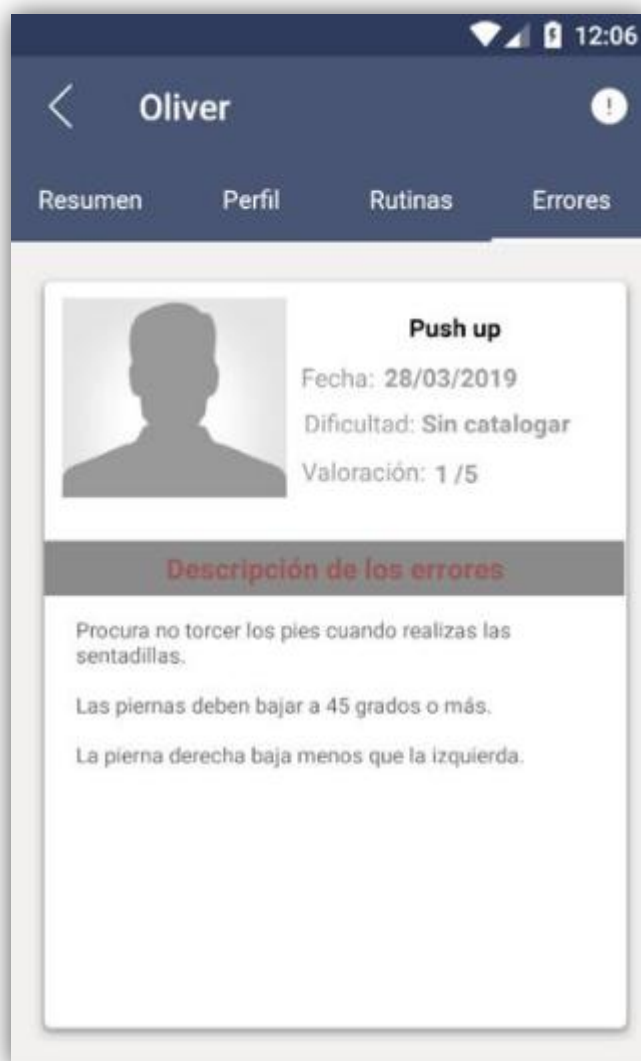 12:06
Oliver
Resumen Perfil Rutinas Errores
Push up
Fecha: 28/03/2019
Dificultad: Sin catalogar
Valoración: 1 /5
Descripción de los errores
Procura no torcer los pies cuando realizas las
sentadillas.
Las piernas deben bajar a 45 grados o más.
La pierna derecha baja menos que la izquierda.